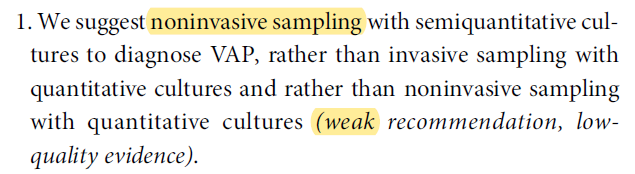 1. We suggest noninvasive sampling with semiquantitative cul-
tures to diagnose VAP, rather than invasive sampling with
quantitative cultures and rather than noninvasive sampling
with quantitative cultures (weak recommendation, low-
quality evidence).